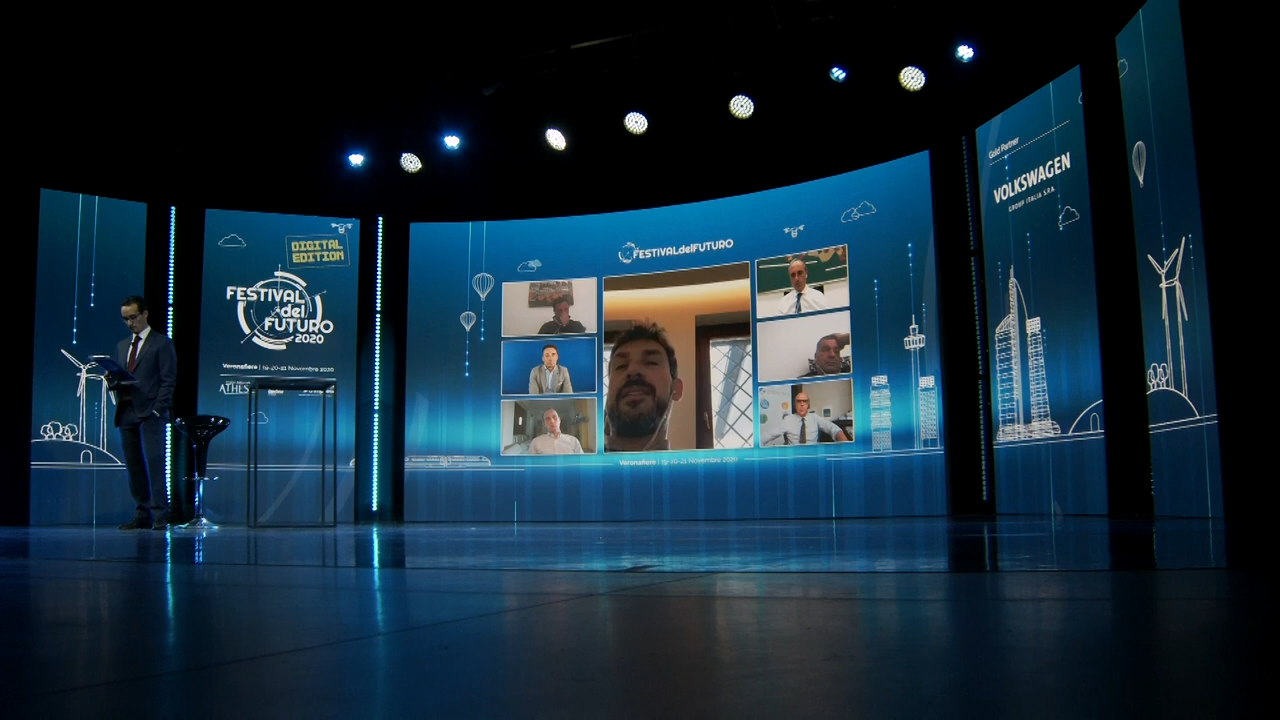 DIGITAL
EDITION
FESTIVAL
del
FUTURO
2020
Veronafiere | 19-20-21 Novembre 2020
FESTIVALdelFUTURO
Veronafiere | 19-20-21 Novembre 2020
Gold Partner
VOLKSWAGEN
GROUP ITALIA S.P.A.